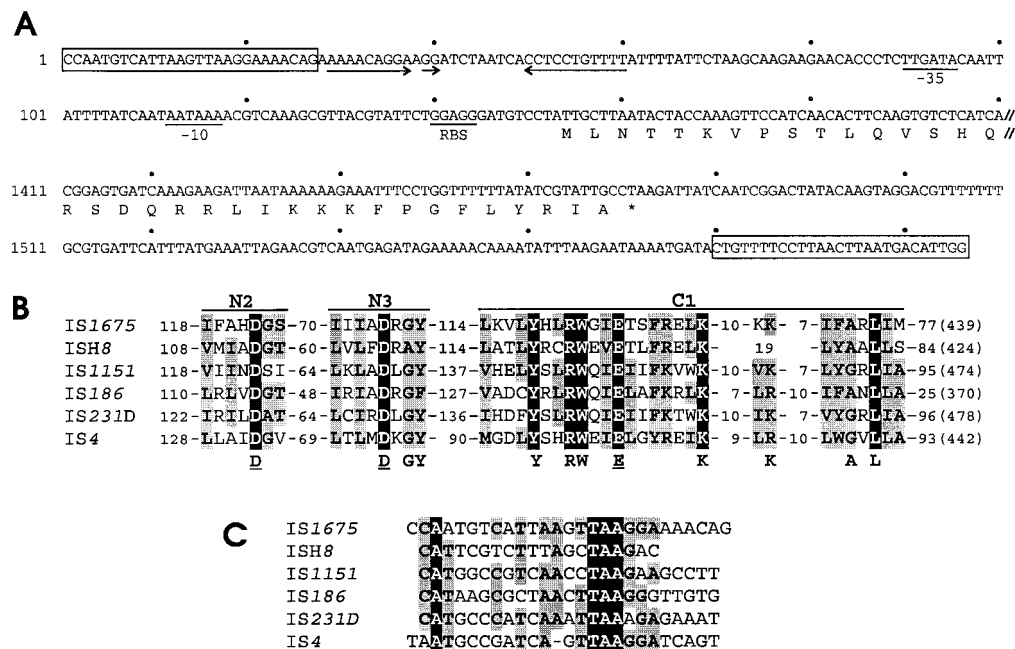 A
1 CCAATGTCATTAAGTTAAGGAAAACAGAAAAACAGGAAGGATCTAATCACCTCCTGTTTTATTTTATTCTAAGCAAGAAGAACACCCTCTTGATACAATT
-35
101 ATTTTATCAATAATAAAACGTCAAAGCGTTACGTATTCTGGAGGGATGTCCTATTGCTTAATACTACCAAAGTTCCATCAACACTTCAAGTGTCTCATCA//
-10 RBS M L N T T K V P S T L Q V S H Q //
1411 CGGAGTGATCAAAGAAGATTAATAAAAAAGAAATTTCCTGGTTTTTTATATCGTATTGCCTAAGATTATCAATCGGACTATACAAGTAGGACGTTTTTTT
R S D Q R R L I K K K F P G F L Y R I A *
1511 GCGTGATTCATTTATGAAATTAGAACGTCAATGAGATAGAAAAACAAAATATTTAAGAATAAAATGATACTGTTTTCCTTAACTTAATGACATTGG
B
N2 N3 C1
IS1675 118-IFAHDGS-70-IIIADRGY-114-LKVLYHLRWGIETSFRELK-10-KK- 7-IFARLIM-77(439)
ISH8 108-VMIADGT-60-LVLFDRAY-114-LATLYRCRWEVETLFRELK- 19 -LYAALLS-84(424)
IS1151 118-VIINDSI-64-LKLADLGY-137-VHELYSLRWQIEIIFKVWK-10-VK- 7-LYGRLIA-95(474)
IS186 110-LRLVDGT-48-IRIADRGF-127-VADCYRLRWQIELAFKRLK- 7-LR- 6-IFANLLA-25(370)
IS231D 122-IRILDAT-64-LCIRDLGY-136-IHDFYSLRWQIEIIFKTWK-10-IK- 7-VYGRLIA-96(478)
IS4 128-LLAIDGV-69-LTLMDKGY- 90-MGDLYSHRWEIELGYREIK- 9-LR-10-LWGVLLA-93(442)
D D GY Y RW E K K A L
C
IS1675 CCAATGTCATTAAGTTAAGGAAAACAG
ISH8 CATTCGTCTTTAGCTAAGAC
IS1151 CATGGCCGTCAACCTAAGAAGCCTT
IS186 CATAAGCGCTAACTTAAGGGTTGTG
IS231D CATGCCCATCAAATTAAAGAGAAAT
IS4 TAATGCCGATCA-GTTAAGGATCAGT